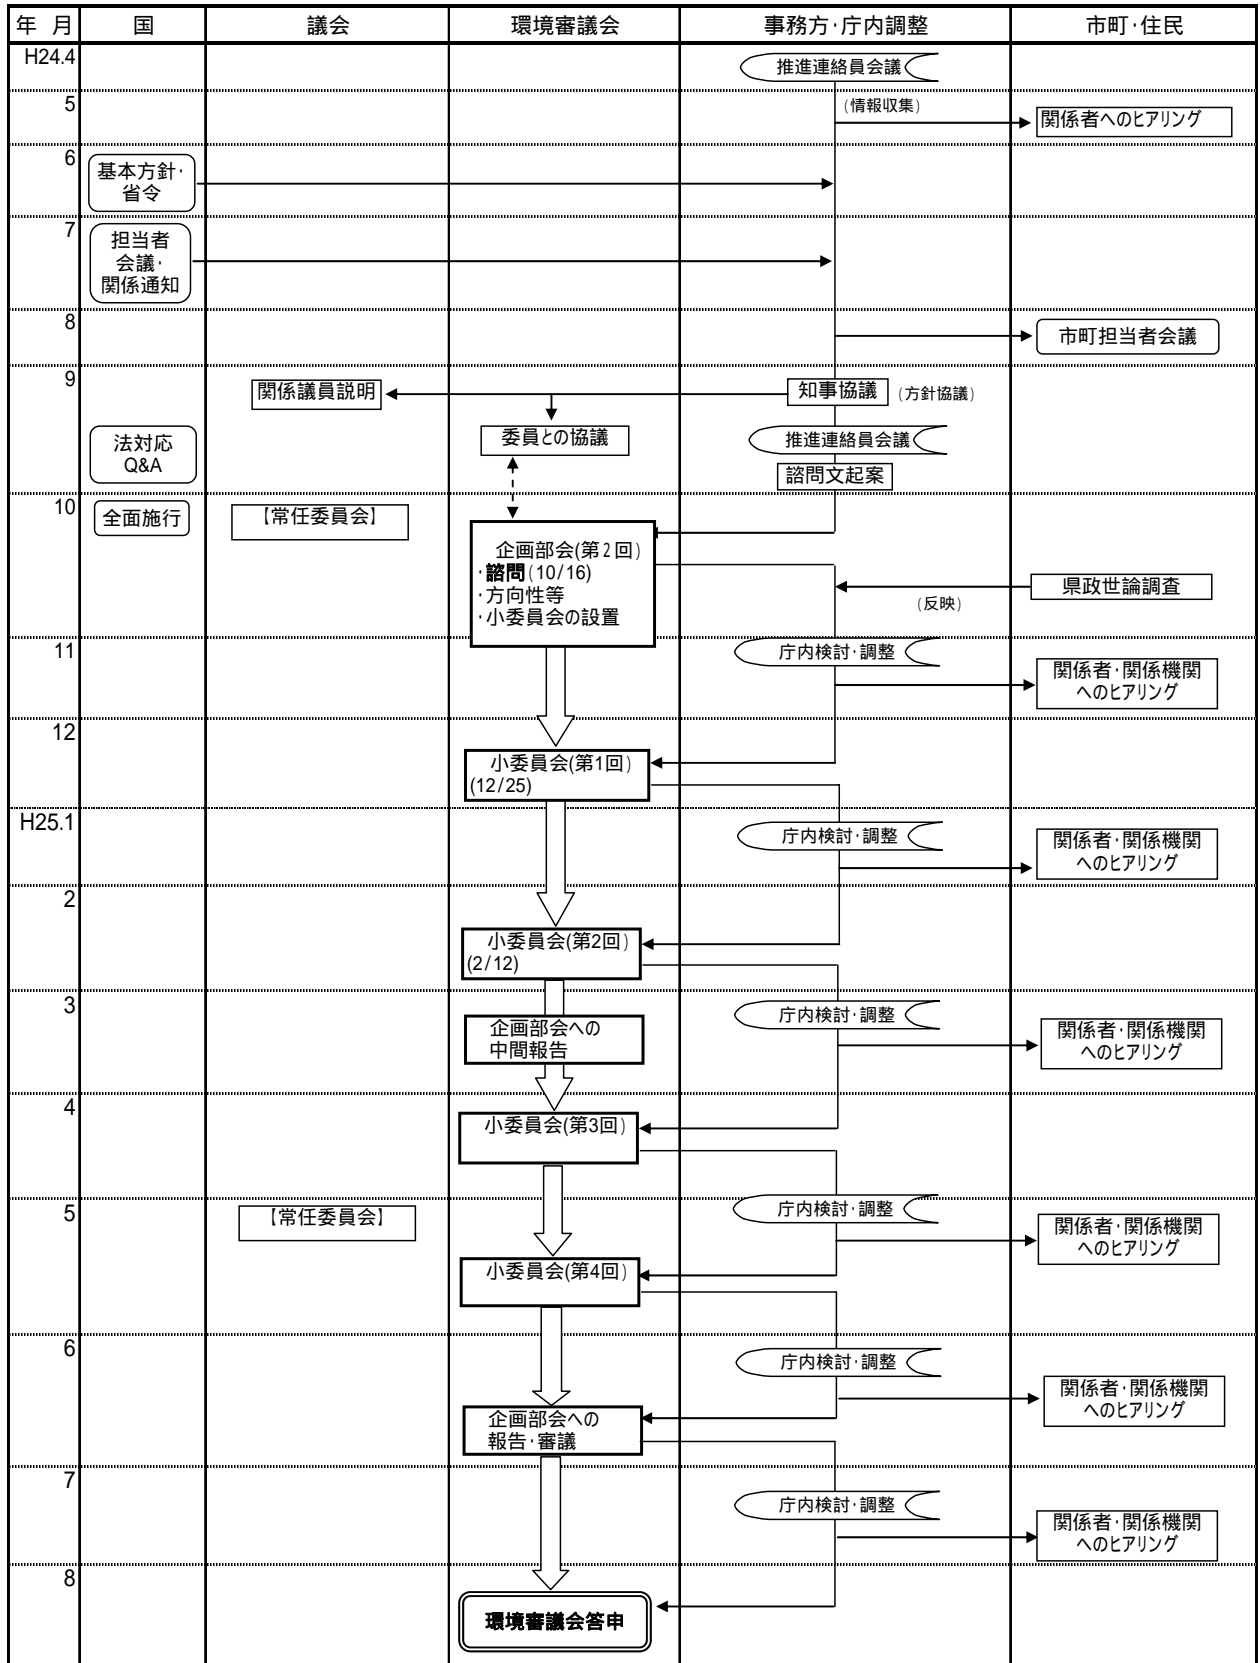 年 月 国 議会 環境審議会 事務方・庁内調整 市町・住民
H24.4
推進連絡員会議
5
(情報収集)
関係者へのヒアリング
6
基本方針・
省令
7
担当者
会議・
関係通知
8
市町担当者会議
9
関係議員説明
知事協議 (方針協議)
法対応
Q&A
委員との協議
推進連絡員会議
諮問文起案
10
全面施行
【常任委員会】
企画部会(第2回)
・諮問(10/16)
・方向性等
・小委員会の設置
県政世論調査
(反映)
11
庁内検討・調整
関係者・関係機関
へのヒアリング
12
小委員会(第1回)
(12/25)
H25.1
庁内検討・調整
関係者・関係機関
へのヒアリング
2
小委員会(第2回)
(2/12)
3
企画部会への
中間報告
庁内検討・調整
関係者・関係機関
へのヒアリング
4
小委員会(第3回)
5
【常任委員会】
庁内検討・調整
関係者・関係機関
へのヒアリング
小委員会(第4回)
6
庁内検討・調整
関係者・関係機関
へのヒアリング
企画部会への
報告・審議
7
庁内検討・調整
関係者・関係機関
へのヒアリング
8
環境審議会答申